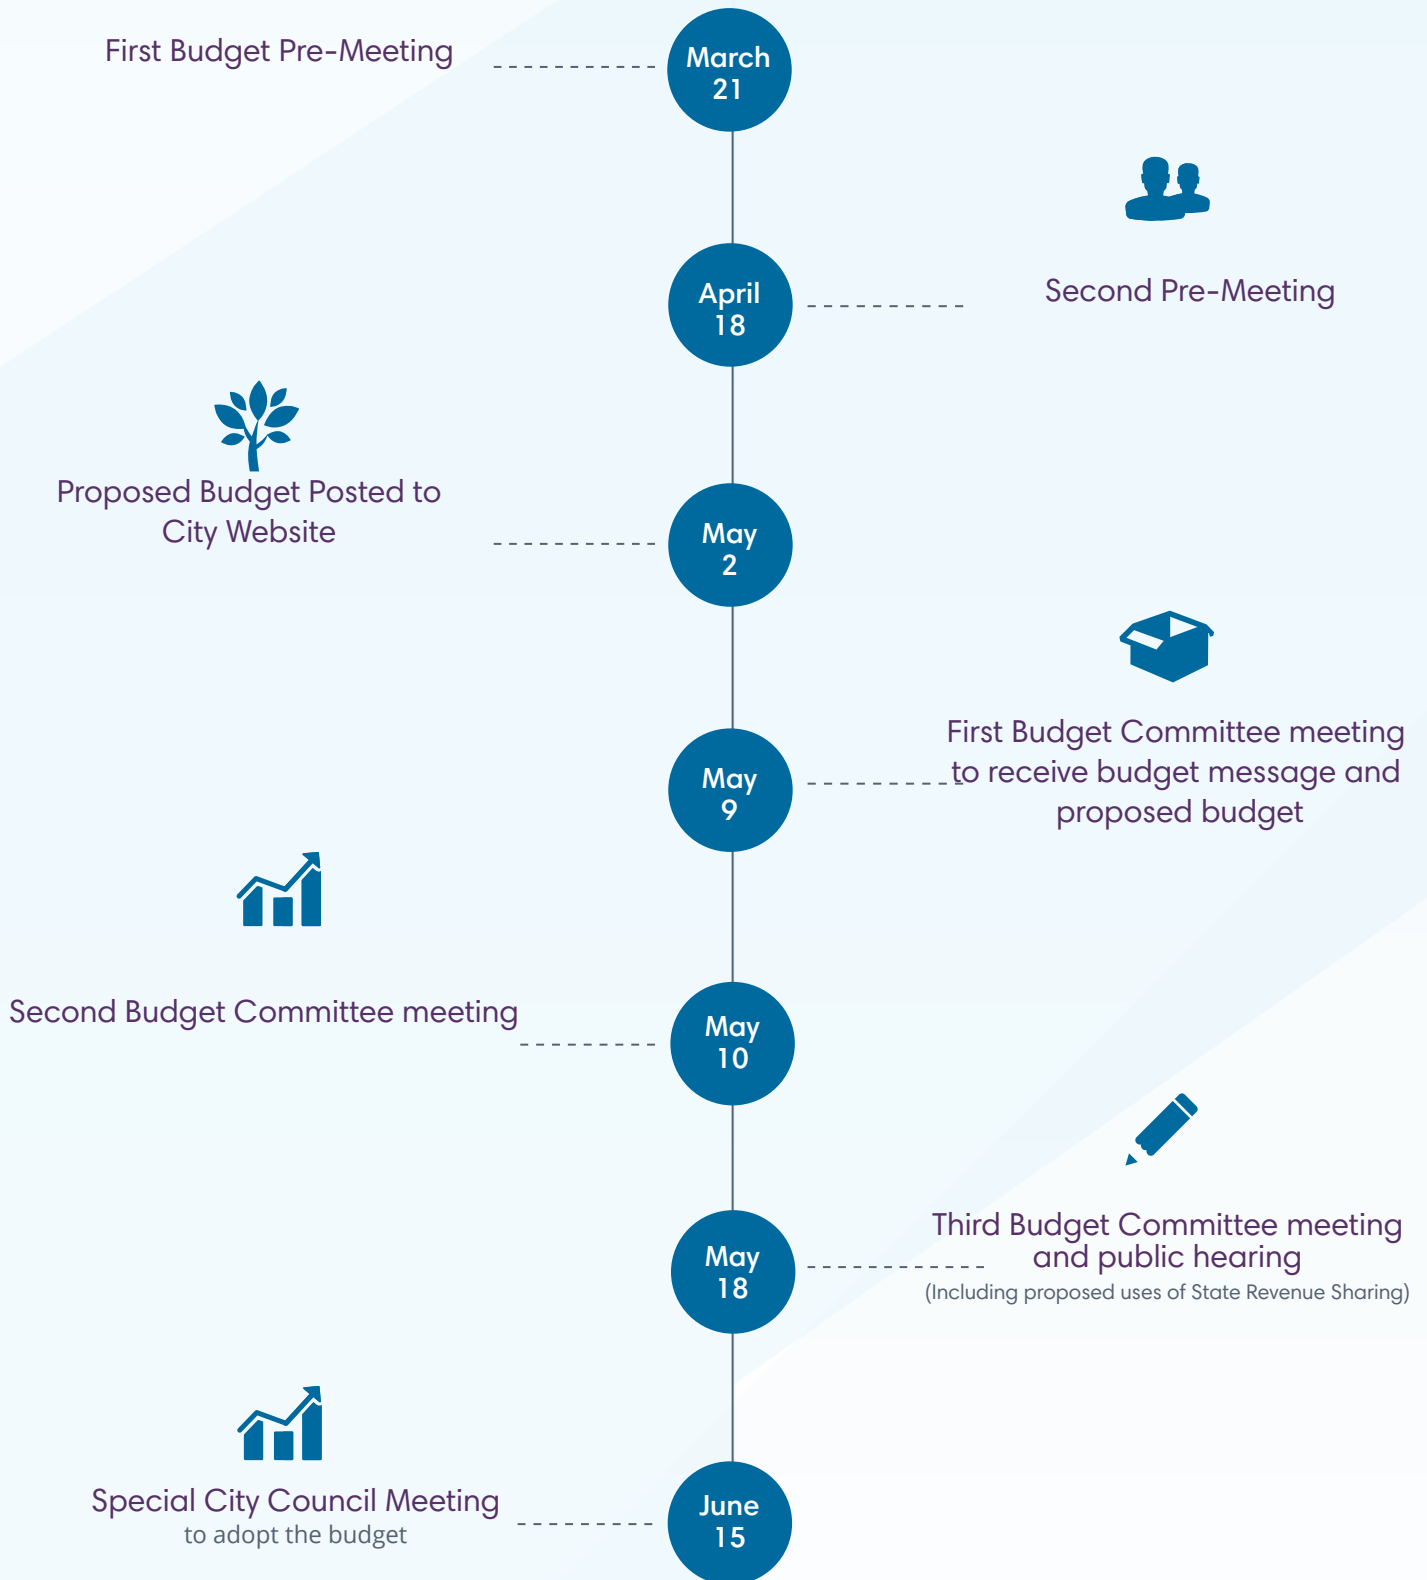 First Budget Pre-Meeting
March
21
April
18
Second Pre-Meeting
Proposed Budget Posted to
City Website
May
2
May
9
First Budget Committee meeting
to receive budget message and
proposed budget
Second Budget Committee meeting
May
10
May
18
Third Budget Committee meeting
and public hearing
(Including proposed uses of State Revenue Sharing)
Special City Council Meeting
to adopt the budget
June
15